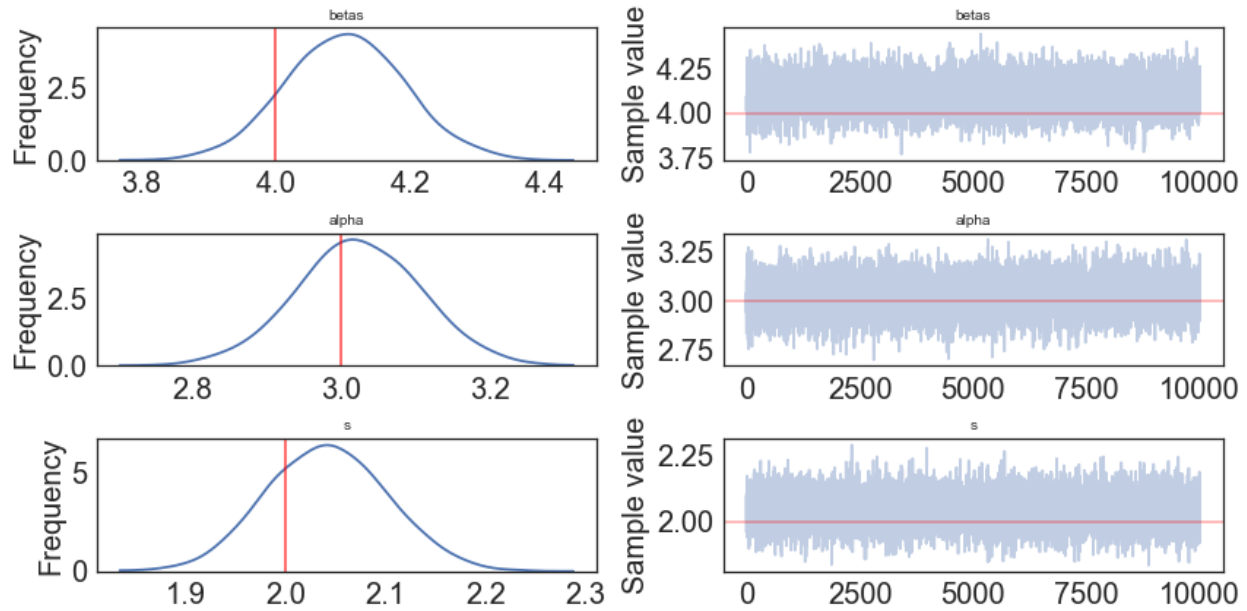 betas
Frequency
2.5
0.0
3.8 4.0 4.2 4.4
betas
Sample value
4.25
4.00
3.75
0 2500 5000 7500 10000
alpha
Frequency
2.5
0.0
2.8 3.0 3.2
alpha
Sample value
3.25
3.00
2.75
0 2500 5000 7500 10000
s
Frequency
5
0
1.9 2.0 2.1 2.2 2.3
s
Sample value
2.25
2.00
0 2500 5000 7500 10000